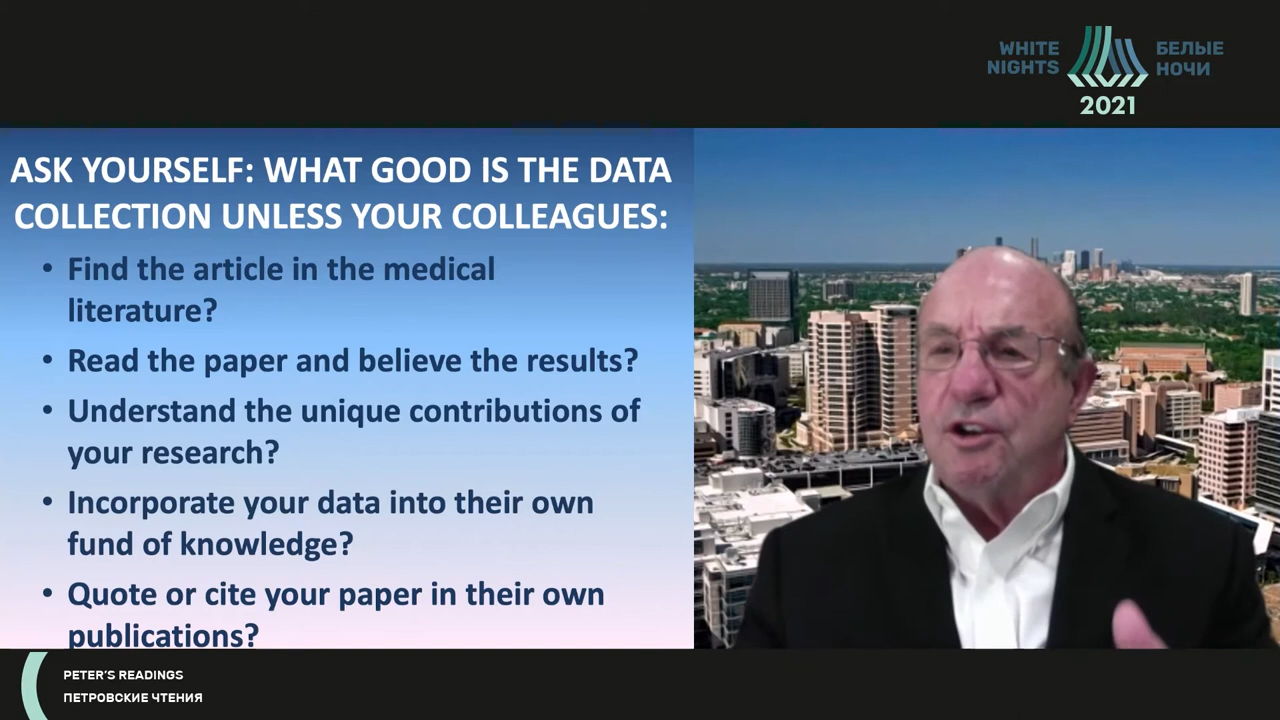 WHITE NIGHTS
БЕЛЫЕ НОЧИ
2021
ASK YOURSELF: WHAT GOOD IS THE DATA
COLLECTION UNLESS YOUR COLLEAGUES:
• Find the article in the medical
literature?
• Read the paper and believe the results?
• Understand the unique contributions of
your research?
• Incorporate your data into their own
fund of knowledge?
• Quote or cite your paper in their own
publications?
PETER'S READINGS
ПЕТРОВСКИЕ ЧТЕНИЯ